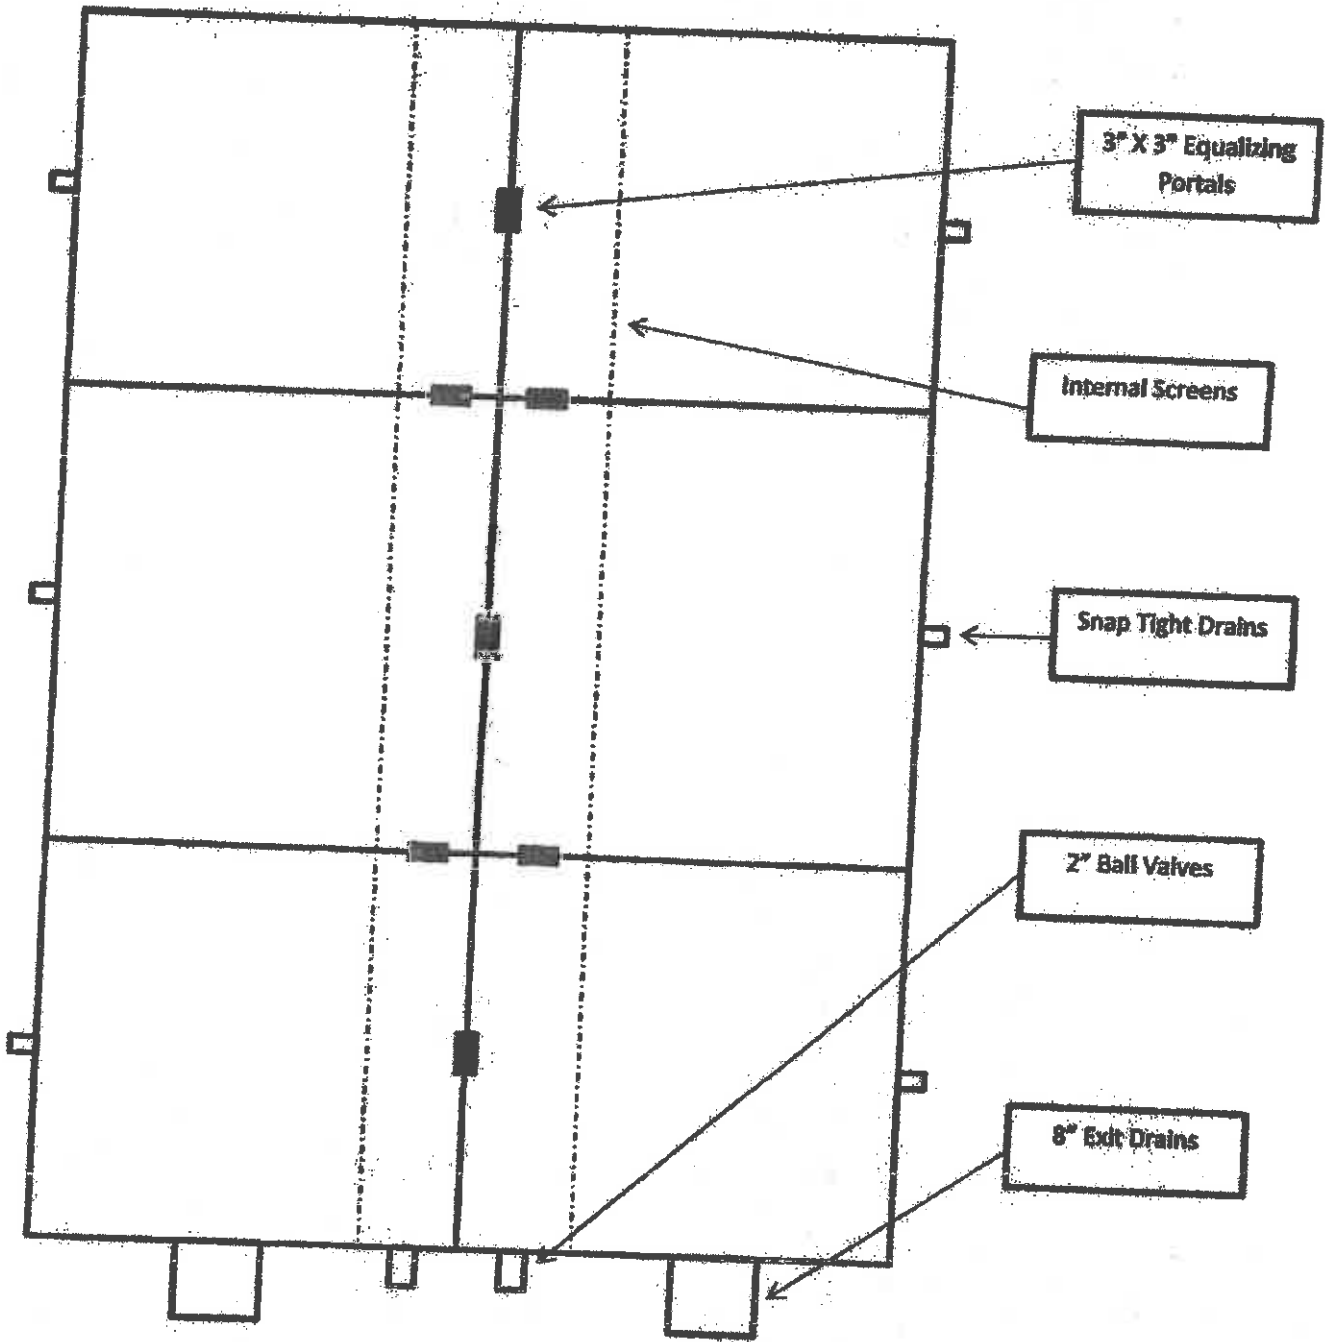 3" X 3" Equalizing
Portals
Internal Screens
Snap Tight Drains
2" Ball Valves
8" Exit Drains